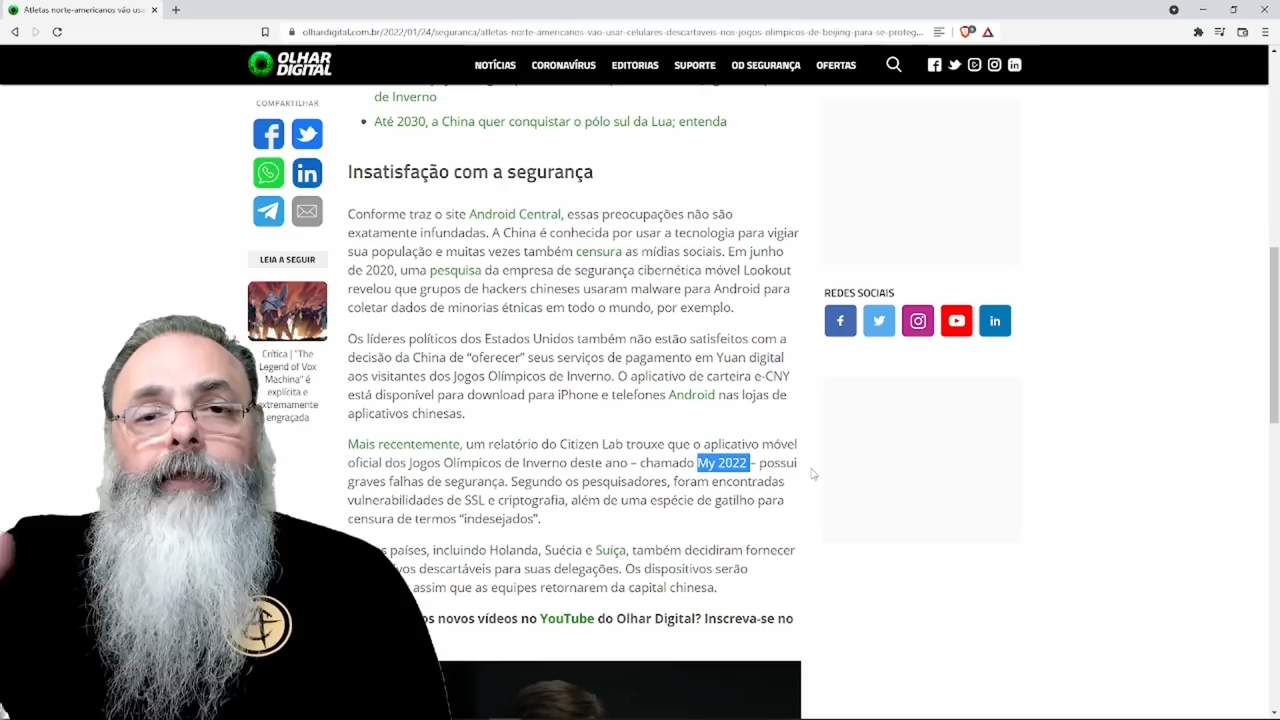 Atletas norte-americanos vão usa
olhardigital.com.br/2022/01/24/seguranca/atletas-norte-americanos-vao-usar-celulares-descartaveis-nos-jogos-olimpicos-de-beijing-para-se-proteg...
OLHAR
DIGITAL
NOTÍCIAS CORONAVÍRUS EDITORIAS SUPORTE OD SEGURANÇA OFERTAS
COMPARTILHAR
de Inverno
Até 2030, a China quer conquistar o pólo sul da Lua; entenda
Insatisfação com a segurança
Conforme traz o site Android Central, essas preocupações não são
exatamente infundadas. A China é conhecida por usar a tecnologia para vigiar
sua população e muitas vezes também censura as mídias sociais. Em junho
de 2020, uma pesquisa da empresa de segurança cibernética móvel Lookout
revelou que grupos de hackers chineses usaram malware para Android para
coletar dados de minorias étnicas em todo o mundo, por exemplo.
Os líderes políticos dos Estados Unidos também não estão satisfeitos com a
decisão da China de “oferecer” seus serviços de pagamento em Yuan digital
aos visitantes dos Jogos Olímpicos de Inverno. O aplicativo de carteira e-CNY
está disponível para download para iPhone e telefones Android nas lojas de
aplicativos chinesas.
Mais recentemente, um relatório do Citizen Lab trouxe que o aplicativo móvel
oficial dos Jogos Olímpicos de Inverno deste ano – chamado My 2022 – possui
graves falhas de segurança. Segundo os pesquisadores, foram encontradas
vulnerabilidades de SSL e criptografia, além de uma espécie de gatilho para
censura de termos “indesejados”.
países, incluindo Holanda, Suécia e Suíça, também decidiram fornecer
descartáveis para suas delegações. Os dispositivos serão
assim que as equipes retornarem da capital chinesa.
novos vídeos no YouTube do Olhar Digital? Inscreva-se no
LEIA A SEGUIR
Crítica | "The
Legend of Vox
Machina" é
explícita e
extremamente
engraçada
REDES SOCIAIS